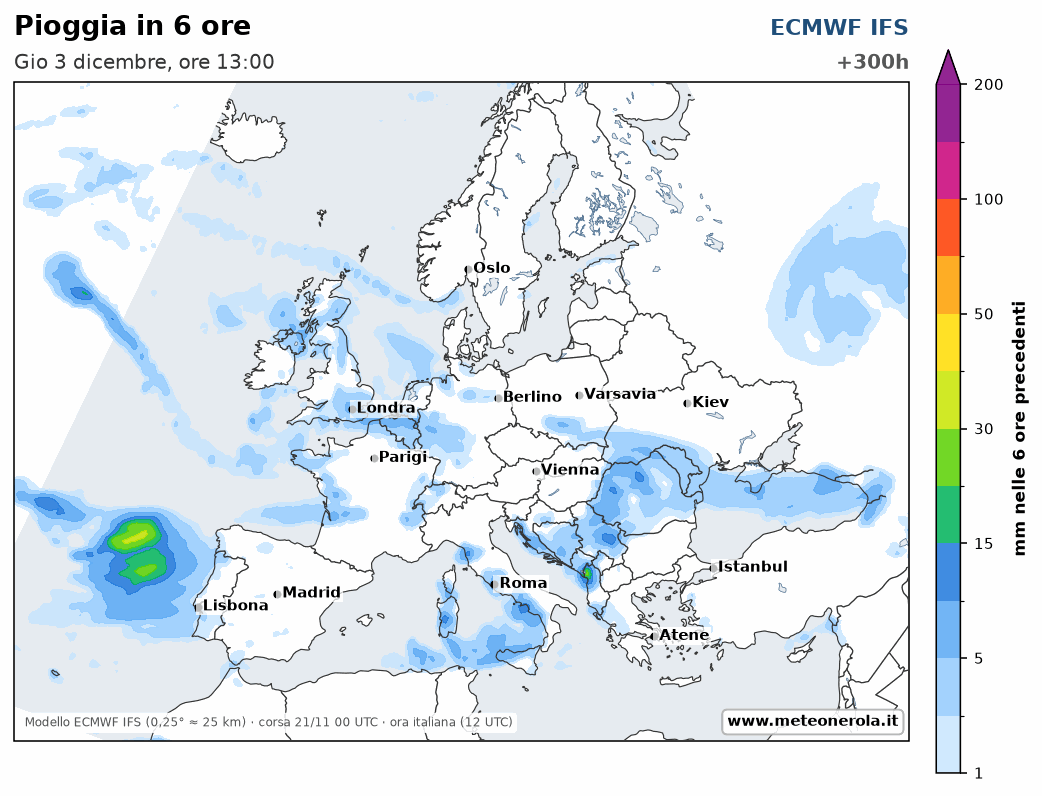 Pioggia in 6 ore
ECMWF IFS
Gio 3 dicembre, ore 13:00
+300h
200
100
50
30
15
5
1
mm nelle 6 ore precedenti
Oslo
Berlino
Varsavia
Kiev
Londra
Parigi
Vienna
Istanbul
Roma
Madrid
Lisbona
Atene
Modello ECMWF IFS (0,25° ≈ 25 km) · corsa 21/11 00 UTC · ora italiana (12 UTC)
www.meteonerola.it